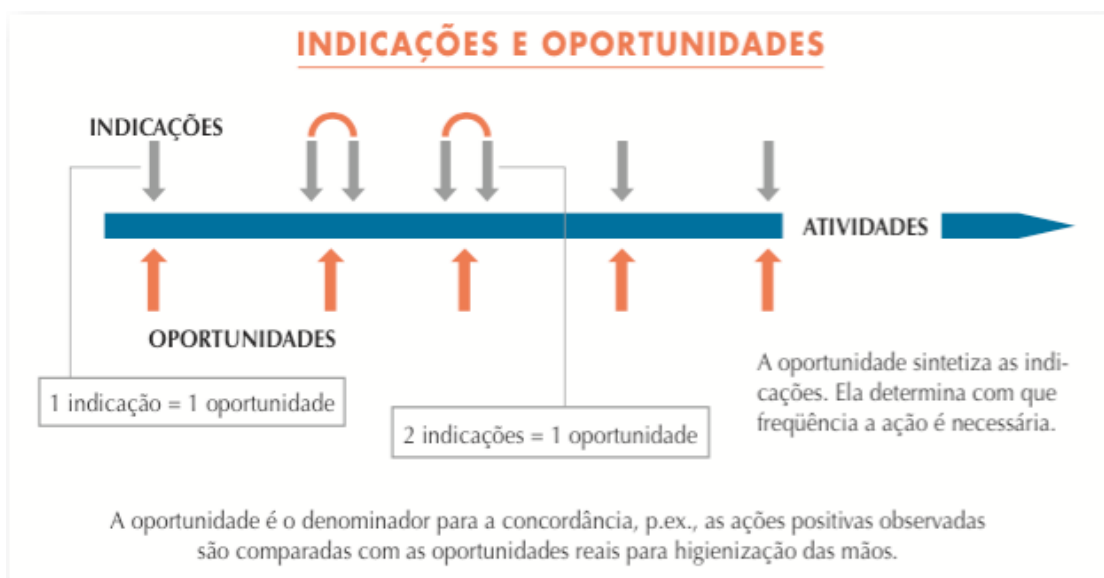 INDICAÇÕES E OPORTUNIDADES
INDICAÇÕES
ATIVIDADES
OPORTUNIDADES
1 indicação = 1 oportunidade
2 indicações = 1 oportunidade
A oportunidade sintetiza as indi-
cações. Ela determina com que
freqüência a ação é necessária.
A oportunidade é o denominador para a concordância, p.ex., as ações positivas observadas
são comparadas com as oportunidades reais para higienização das mãos.